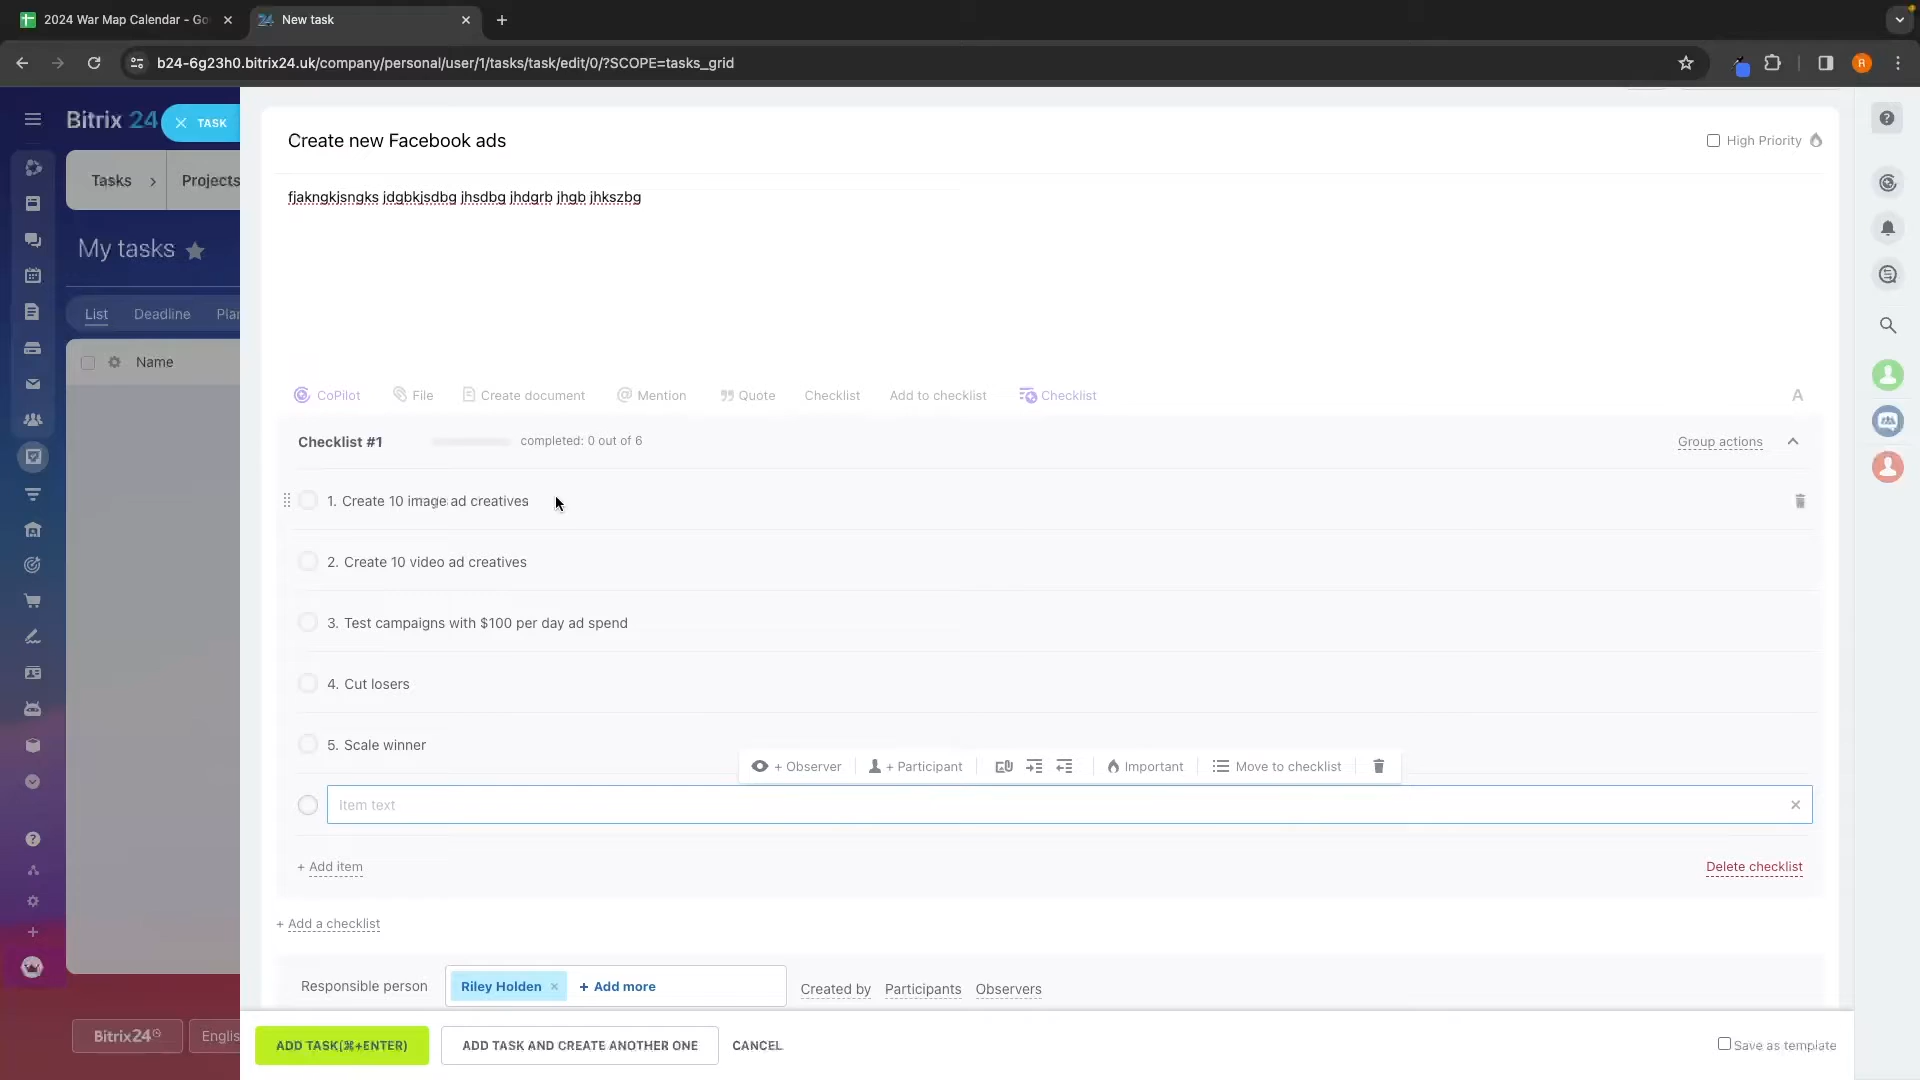 2024 War Map Calendar - Go
New task
b24-6g23h0.bitrix24.uk/company/personal/user/1/tasks/task/edit/0/?SCOPE=tasks_grid
R
Bitrix 24
TASK
Tasks
Projects
My tasks
List
Deadline
Plan
Name
Create new Facebook ads
High Priority
fjakngkjsngks jdgbkjsdbg jhsdbg jhdgrb jhgb jhkszbg
CoPilot
File
Create document
Mention
Quote
Checklist
Add to checklist
Checklist
A
Checklist #1
completed: 0 out of 6
Group actions
1. Create 10 image ad creatives
2. Create 10 video ad creatives
3. Test campaigns with $100 per day ad spend
4. Cut losers
5. Scale winner
+ Observer
+ Participant
Important
Move to checklist
Item text
+ Add item
Delete checklist
+ Add a checklist
Responsible person
Riley Holden ×
+ Add more
Created by
Participants
Observers
Bitrix24
Englis
ADD TASK(⌘+ENTER)
ADD TASK AND CREATE ANOTHER ONE
CANCEL
Save as template